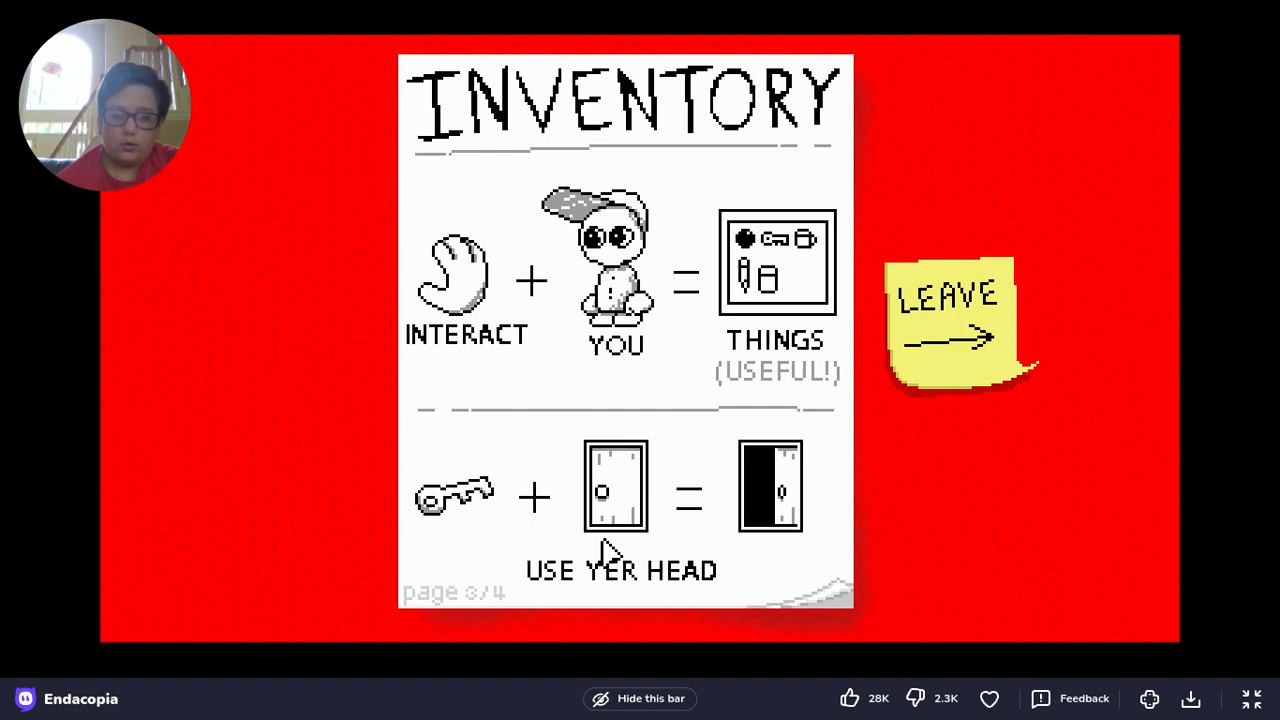 INVENTORY
INTERACT
YOU
THINGS
(USEFUL!)
LEAVE
USE YER HEAD
page 3/4
Endacopia
Hide this bar
28K
2.3K
Feedback